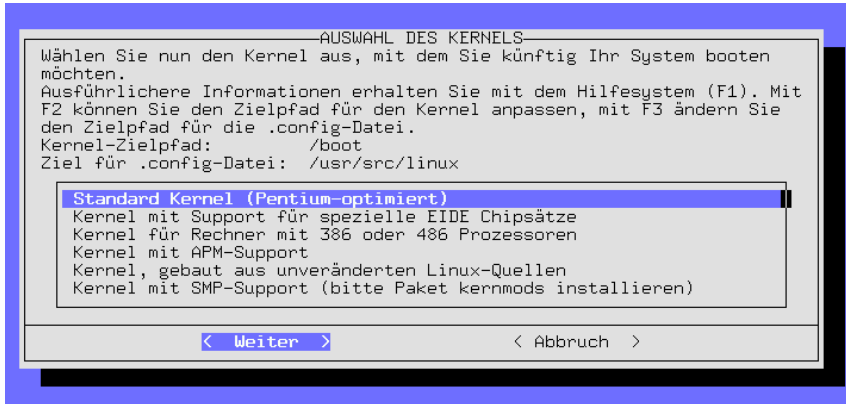 AUSWAHL DES KERNELS
Wählen Sie nun den Kernel aus, mit dem Sie künftig Ihr System booten
möchten.
Ausführlichere Informationen erhalten Sie mit dem Hilfesystem (F1). Mit
F2 können Sie den Zielpfad für den Kernel anpassen, mit F3 ändern Sie
den Zielpfad für die .config-Datei.
Kernel-Zielpfad: /boot
Ziel für .config-Datei: /usr/src/linux
Standard Kernel (Pentium-optimiert)
Kernel mit Support für spezielle EIDE Chipsätze
Kernel für Rechner mit 386 oder 486 Prozessoren
Kernel mit APM-Support
Kernel, gebaut aus unveränderten Linux-Quellen
Kernel mit SMP-Support (bitte Paket kernmods installieren)
< Weiter > < Abbruch >